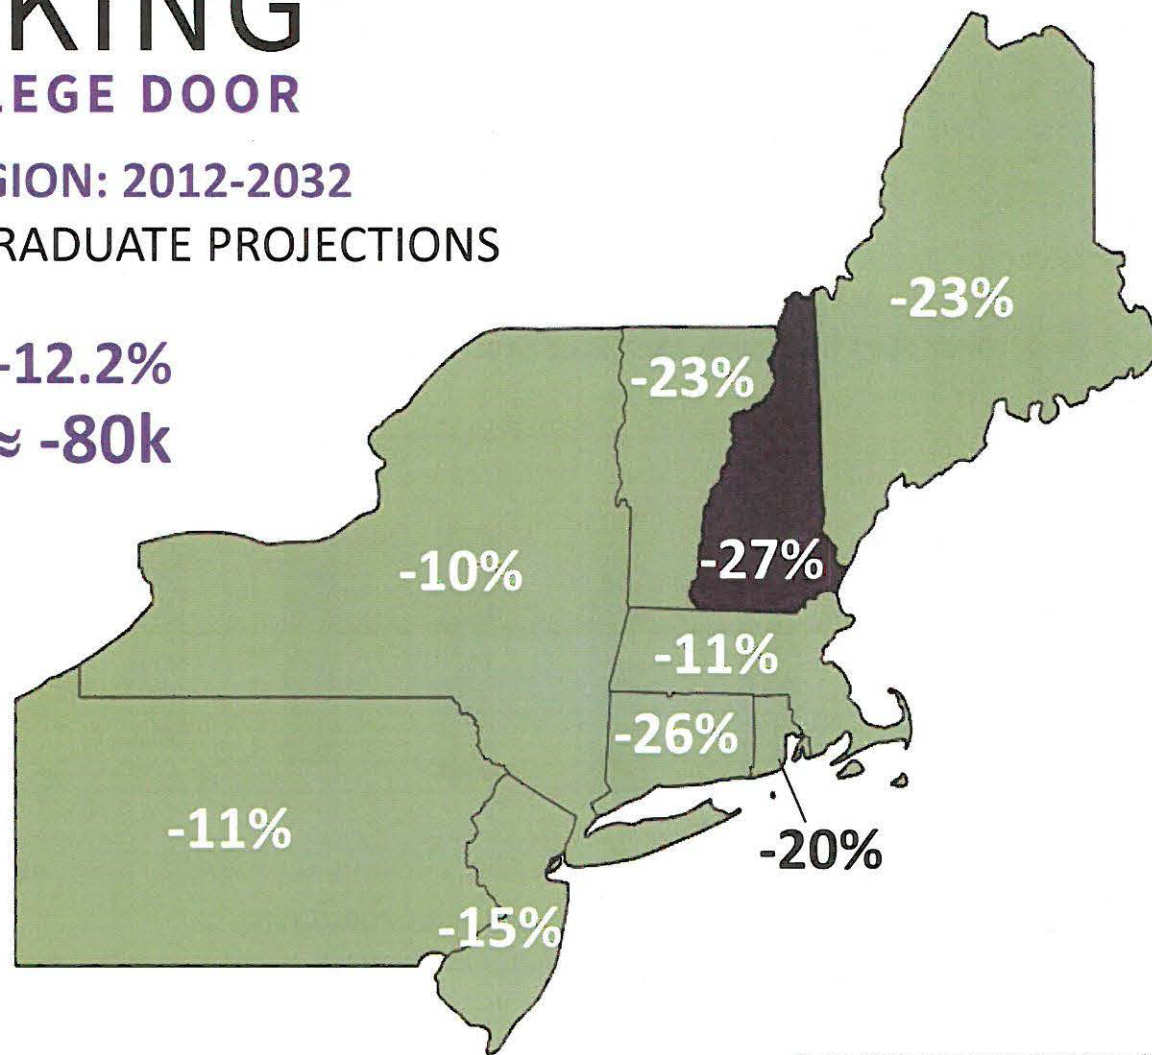 KING
LEGE DOOR
GION: 2012-2032
RADUATE PROJECTIONS
-12.2%
≈ -80k
-23%
-23%
-10%
-27%
-11%
-26%
-11%
-20%
-15%